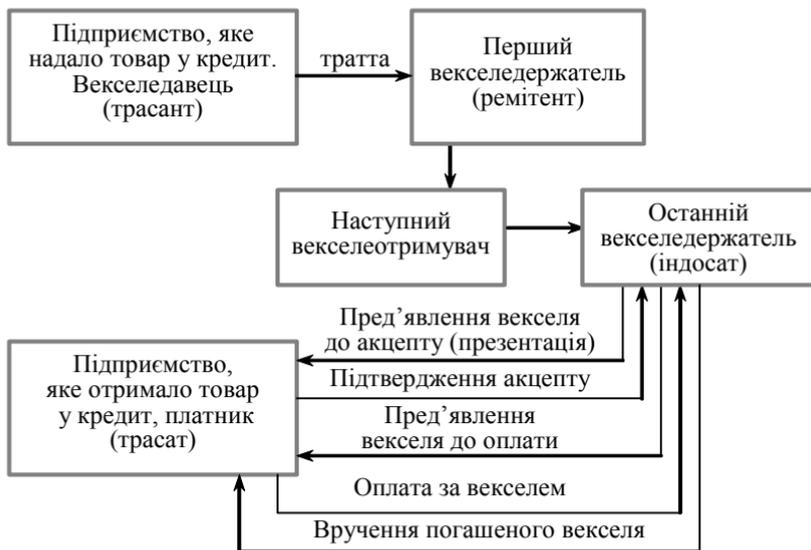 Підприємство, яке
надало товар у кредит.
Векселедавець
(трасант)
тратта
Перший
векселедержатель
(ремітент)
Наступний
векселеотримувач
Останній
векселедержатель
(індосат)
Пред’явлення векселя
до акцепту (презентація)
Підтвердження акцепту
Пред’явлення
векселя до оплати
Оплата за векселем
Вручення погашеного векселя
Підприємство,
яке отримало товар
у кредит, платник
(трасат)